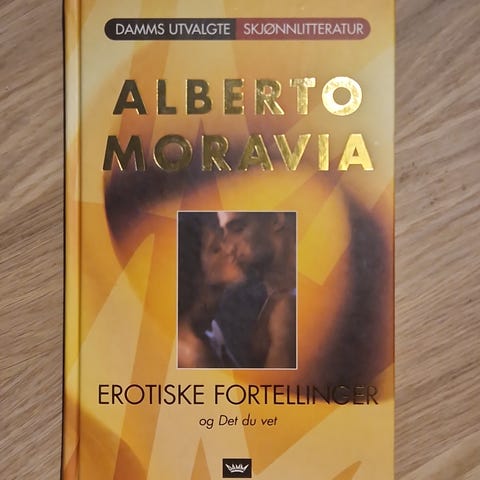 DAMMS UTVALGTE SKJØNNLITTERATUR
ALBERTO
MORAVIA
EROTISKE FORTELLINGER
og Det du vet